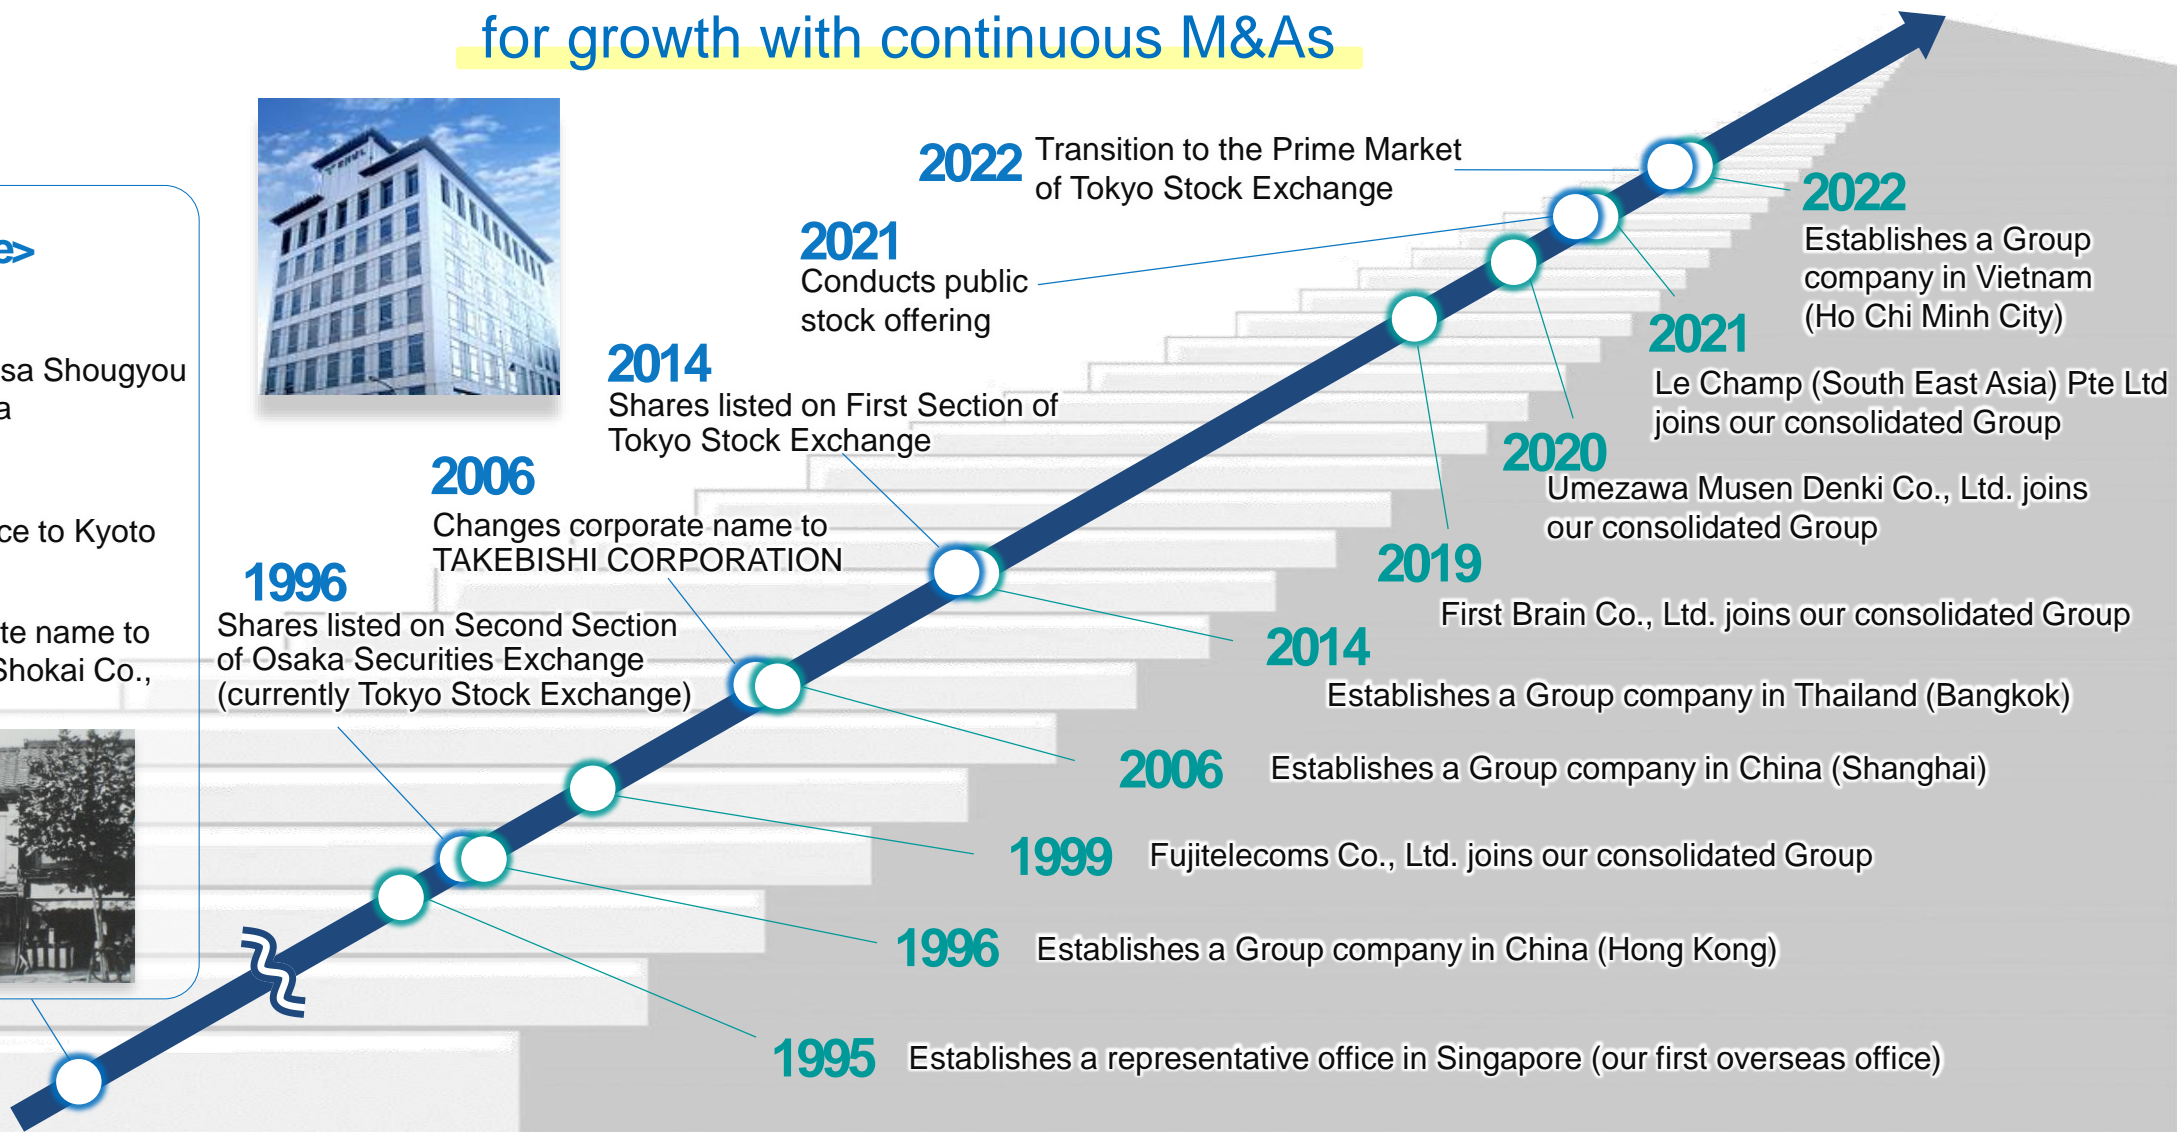 for growth with continuous M&As
e>
sa Shougyou
a
ce to Kyoto
te name to
Shokai Co.,
1996
Shares listed on Second Section
of Osaka Securities Exchange
(currently Tokyo Stock Exchange)
2006
Changes corporate name to
TAKEBISHI CORPORATION
2014
Shares listed on First Section of
Tokyo Stock Exchange
2021
Conducts public
stock offering
2022
Transition to the Prime Market
of Tokyo Stock Exchange
2022
Establishes a Group
company in Vietnam
(Ho Chi Minh City)
2021
Le Champ (South East Asia) Pte Ltd
joins our consolidated Group
2020
Umezawa Musen Denki Co., Ltd. joins
our consolidated Group
2019
First Brain Co., Ltd. joins our consolidated Group
2014
Establishes a Group company in Thailand (Bangkok)
2006
Establishes a Group company in China (Shanghai)
1999
Fujitelecoms Co., Ltd. joins our consolidated Group
1996
Establishes a Group company in China (Hong Kong)
1995
Establishes a representative office in Singapore (our first overseas office)